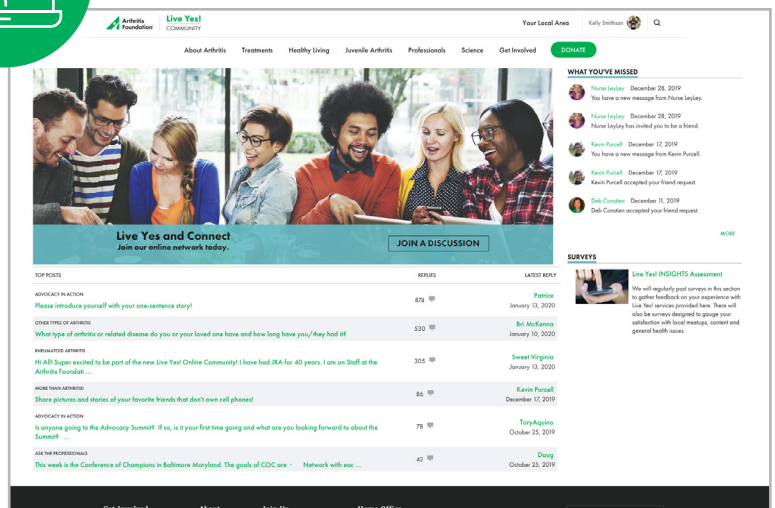 Arthritis Foundation
Live Yes!
COMMUNITY
Your Local Area
Kelly Smithson
About Arthritis
Treatments
Healthy Living
Juvenile Arthritis
Professionals
Science
Get Involved
DONATE
Live Yes and Connect
Join our online network today.
JOIN A DISCUSSION
WHAT YOU'VE MISSED
Nurse LeyLey December 28, 2019
You have a new message from Nurse LeyLey.
Nurse LeyLey December 28, 2019
Nurse LeyLey has invited you to be a friend.
Kevin Purcell December 17, 2019
You have a new message from Kevin Purcell.
Kevin Purcell December 17, 2019
Kevin Purcell accepted your friend request.
Deb Constien December 11, 2019
Deb Constien accepted your friend request.
MORE
SURVEYS
Live Yes! INSIGHTS Assessment
We will regularly post surveys in this section
to gather feedback on your experience with
Live Yes! services provided here. There will
also be surveys designed to gauge your
satisfaction with local meetups, content and
general health issues.
TOP POSTS REPLIES LATEST REPLY
ADVOCACY IN ACTION
Please introduce yourself with your one-sentence story!
874
Patrice
January 13, 2020
OTHER TYPES OF ARTHRITIS
What type of arthritis or related disease do you or your loved one have and how long have you/they had it?
530
Bri McKenna
January 10, 2020
RHEUMATOID ARTHRITIS
Hi All! Super excited to be part of the new Live Yes! Online Community! I have had JRA for 40 years. I am on Staff at the
Arthritis Foundati ...
305
Sweet Virginia
January 13, 2020
MORE THAN ARTHRITIS!
Share pictures and stories of your favorite friends that don't own cell phones!
86
Kevin Purcell
December 17, 2019
ADVOCACY IN ACTION
Is anyone going to the Advocacy Summit? If so, is it your first time going and what are you looking forward to about the
Summit? ...
78
ToryAquino
October 25, 2019
ASK THE PROFESSIONALS
This week is the Conference of Champions in Baltimore Maryland. The goals of COC are - Network with eac ...
42
Doug
October 25, 2019